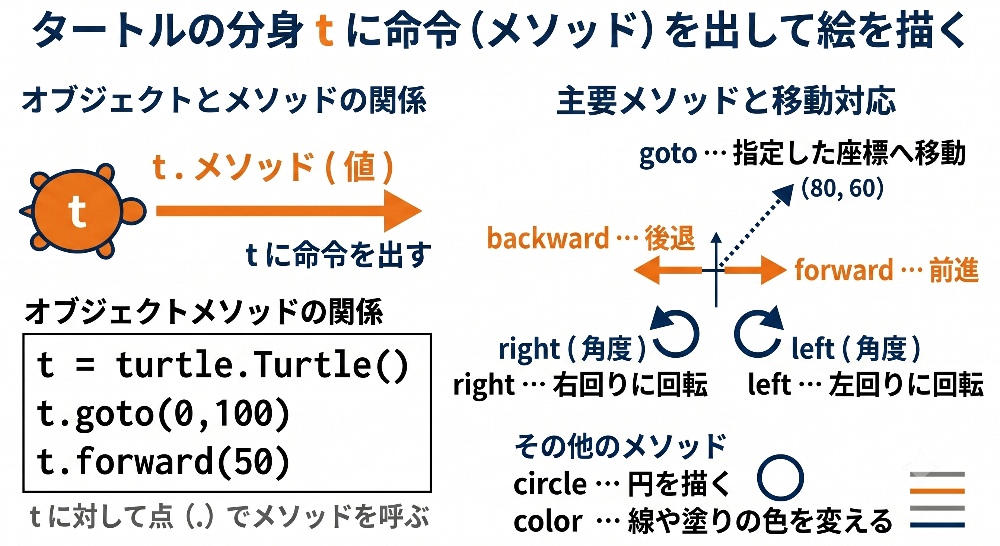 タートルの分身 t に命令（メソッド）を出して絵を描く
オブジェクトとメソッドの関係
t . メソッド ( 値 )
t
t に命令を出す
オブジェクトメソッドの関係
t = turtle.Turtle()
t.goto(0,100)
t.forward(50)
t に対して点（.）でメソッドを呼ぶ
主要メソッドと移動対応
goto … 指定した座標へ移動
(80, 60)
backward … 後退
forward … 前進
right ( 角度 )
right … 右回りに回転
left ( 角度 )
left … 左回りに回転
その他のメソッド
circle … 円を描く
color … 線や塗りの色を変える